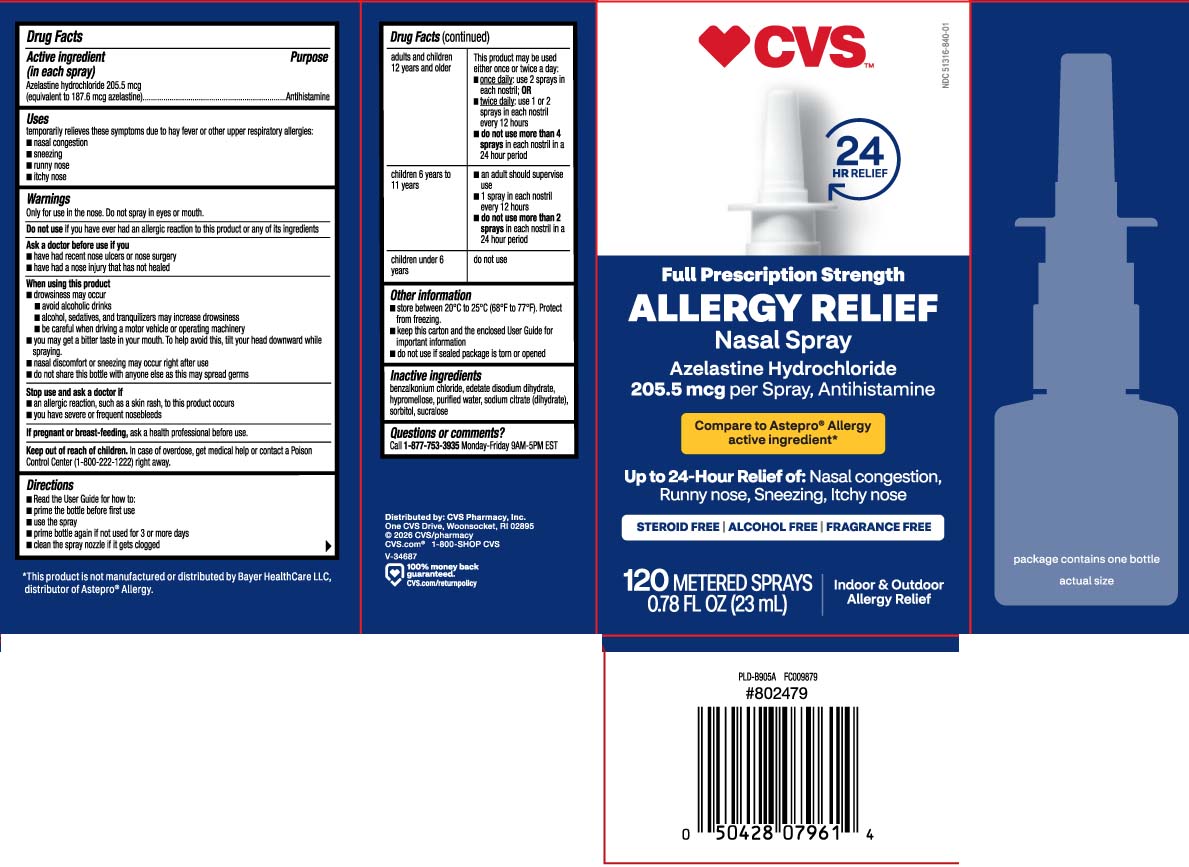 Drug Facts
Active ingredient Purpose
(in each spray)
Azelastine hydrochloride 205.5 mcg
(equivalent to 187.6 mcg azelastine)......................................................Antihistamine
Uses
temporarily relieves these symptoms due to hay fever or other upper respiratory allergies:
■ nasal congestion
■ sneezing
■ runny nose
■ itchy nose
Warnings
Only for use in the nose. Do not spray in eyes or mouth.
Do not use if you have ever had an allergic reaction to this product or any of its ingredients
Ask a doctor before use if you
■ have had recent nose ulcers or nose surgery
■ have had a nose injury that has not healed
When using this product
■ drowsiness may occur
■ avoid alcoholic drinks
■ alcohol, sedatives, and tranquilizers may increase drowsiness
■ be careful when driving a motor vehicle or operating machinery
■ you may get a bitter taste in your mouth. To help avoid this, tilt your head downward while
spraying.
■ nasal discomfort or sneezing may occur right after use
■ do not share this bottle with anyone else as this may spread germs
Stop use and ask a doctor if
■ an allergic reaction, such as a skin rash, to this product occurs
■ you have severe or frequent nosebleeds
If pregnant or breast-feeding, ask a health professional before use.
Keep out of reach of children. In case of overdose, get medical help or contact a Poison
Control Center (1-800-222-1222) right away.
Directions
■ Read the User Guide for how to:
■ prime the bottle before first use
■ use the spray
■ prime bottle again if not used for 3 or more days
■ clean the spray nozzle if it gets clogged
*This product is not manufactured or distributed by Bayer HealthCare LLC,
distributor of Astepro® Allergy.
Drug Facts (continued)
adults and children
12 years and older
This product may be used
either once or twice a day:
■ once daily: use 2 sprays in
each nostril; OR
■ twice daily: use 1 or 2
sprays in each nostril
every 12 hours
■ do not use more than 4
sprays in each nostril in a
24 hour period
children 6 years to
11 years
■ an adult should supervise
use
■ 1 spray in each nostril
every 12 hours
■ do not use more than 2
sprays in each nostril in a
24 hour period
children under 6
years
do not use
Other information
■ store between 20°C to 25°C (68°F to 77°F). Protect
from freezing.
■ keep this carton and the enclosed User Guide for
important information
■ do not use if sealed package is torn or opened
Inactive ingredients
benzalkonium chloride, edetate disodium dihydrate,
hypromellose, purified water, sodium citrate (dihydrate),
sorbitol, sucralose
Questions or comments?
Call 1-877-753-3935 Monday-Friday 9AM-5PM EST
Distributed by: CVS Pharmacy, Inc.
One CVS Drive, Woonsocket, RI 02895
© 2026 CVS/pharmacy
CVS.com® 1-800-SHOP CVS
V-34687
100% money back
guaranteed.
CVS.com/returnpolicy
CVS™
NDC 51316-840-01
24
HR RELIEF
Full Prescription Strength
ALLERGY RELIEF
Nasal Spray
Azelastine Hydrochloride
205.5 mcg per Spray, Antihistamine
Compare to Astepro® Allergy
active ingredient*
Up to 24-Hour Relief of: Nasal congestion,
Runny nose, Sneezing, Itchy nose
STEROID FREE | ALCOHOL FREE | FRAGRANCE FREE
120 METERED SPRAYS
0.78 FL OZ (23 mL)
Indoor & Outdoor
Allergy Relief
package contains one bottle
actual size
PLD-B905A FC009879
#802479
0 50428 07961 4